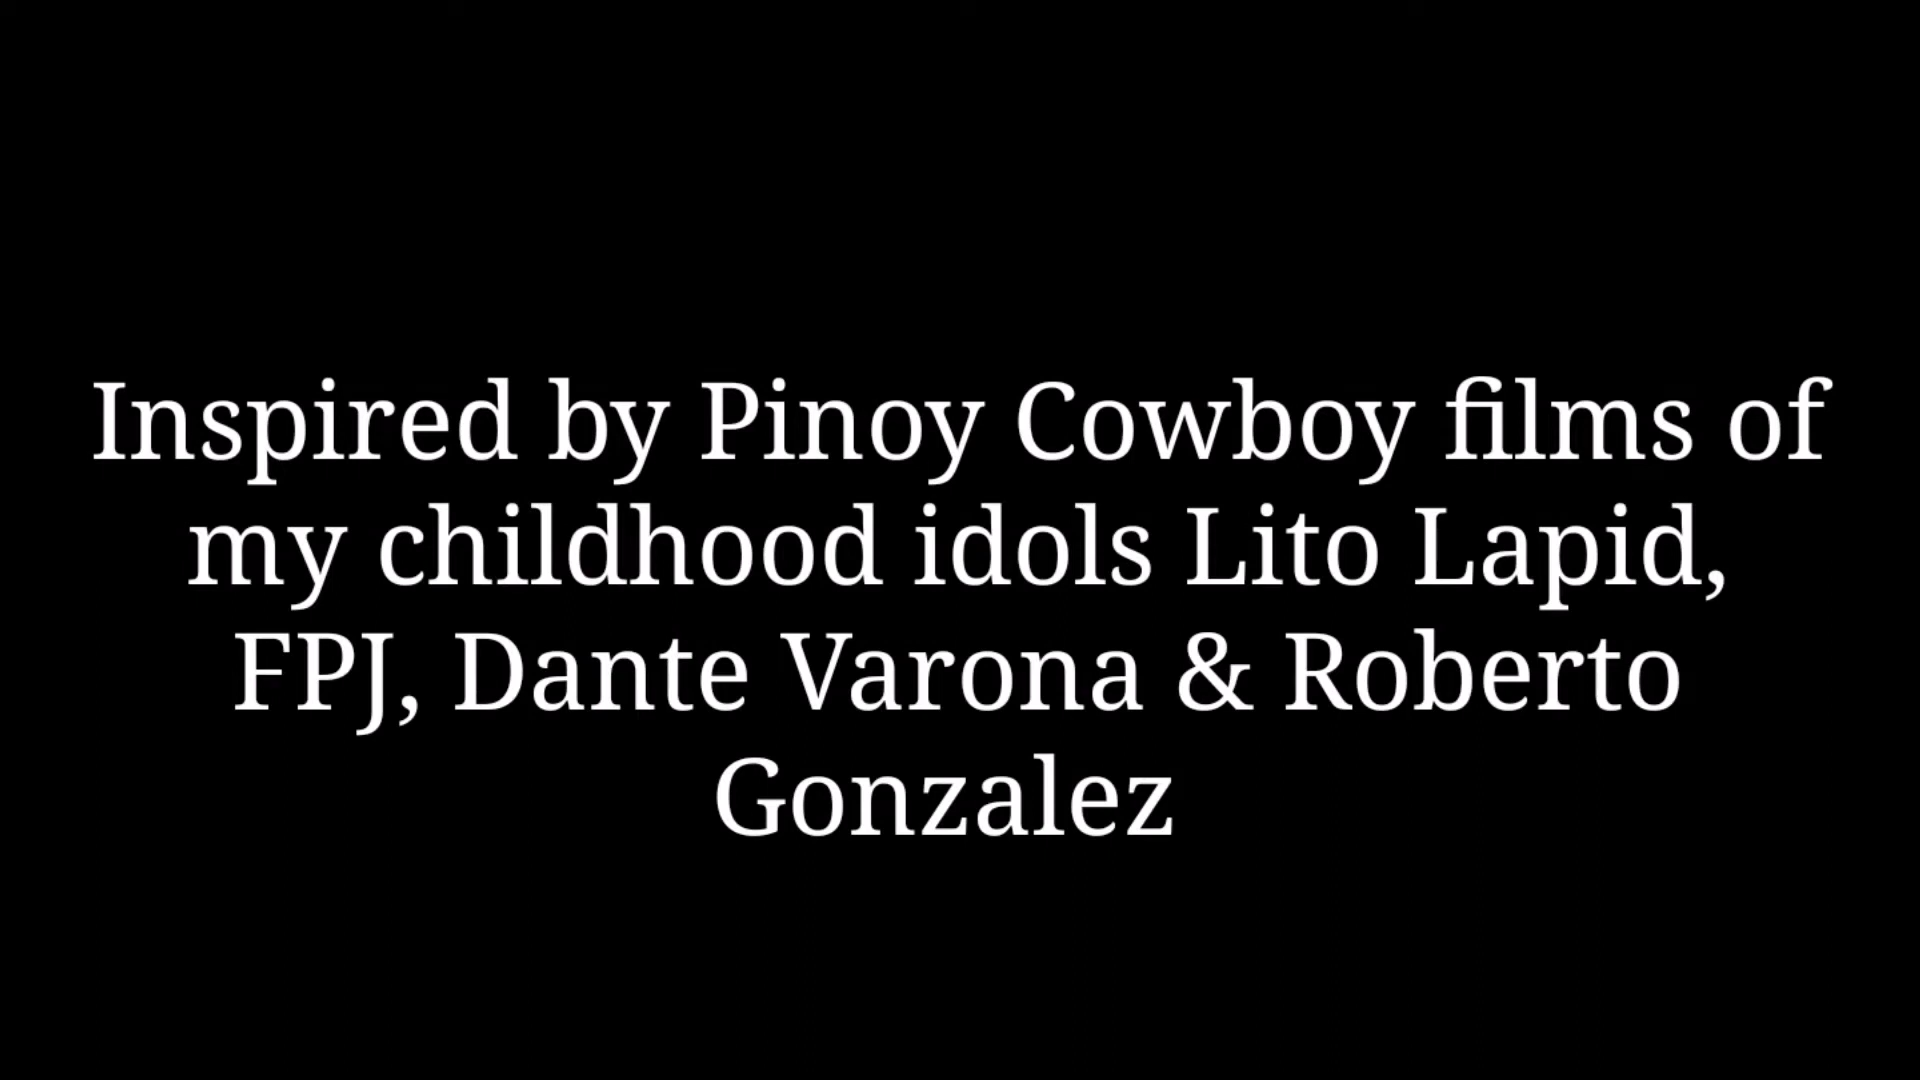 Inspired by Pinoy Cowboy films of
my childhood idols Lito Lapid,
FPJ, Dante Varona & Roberto
Gonzalez